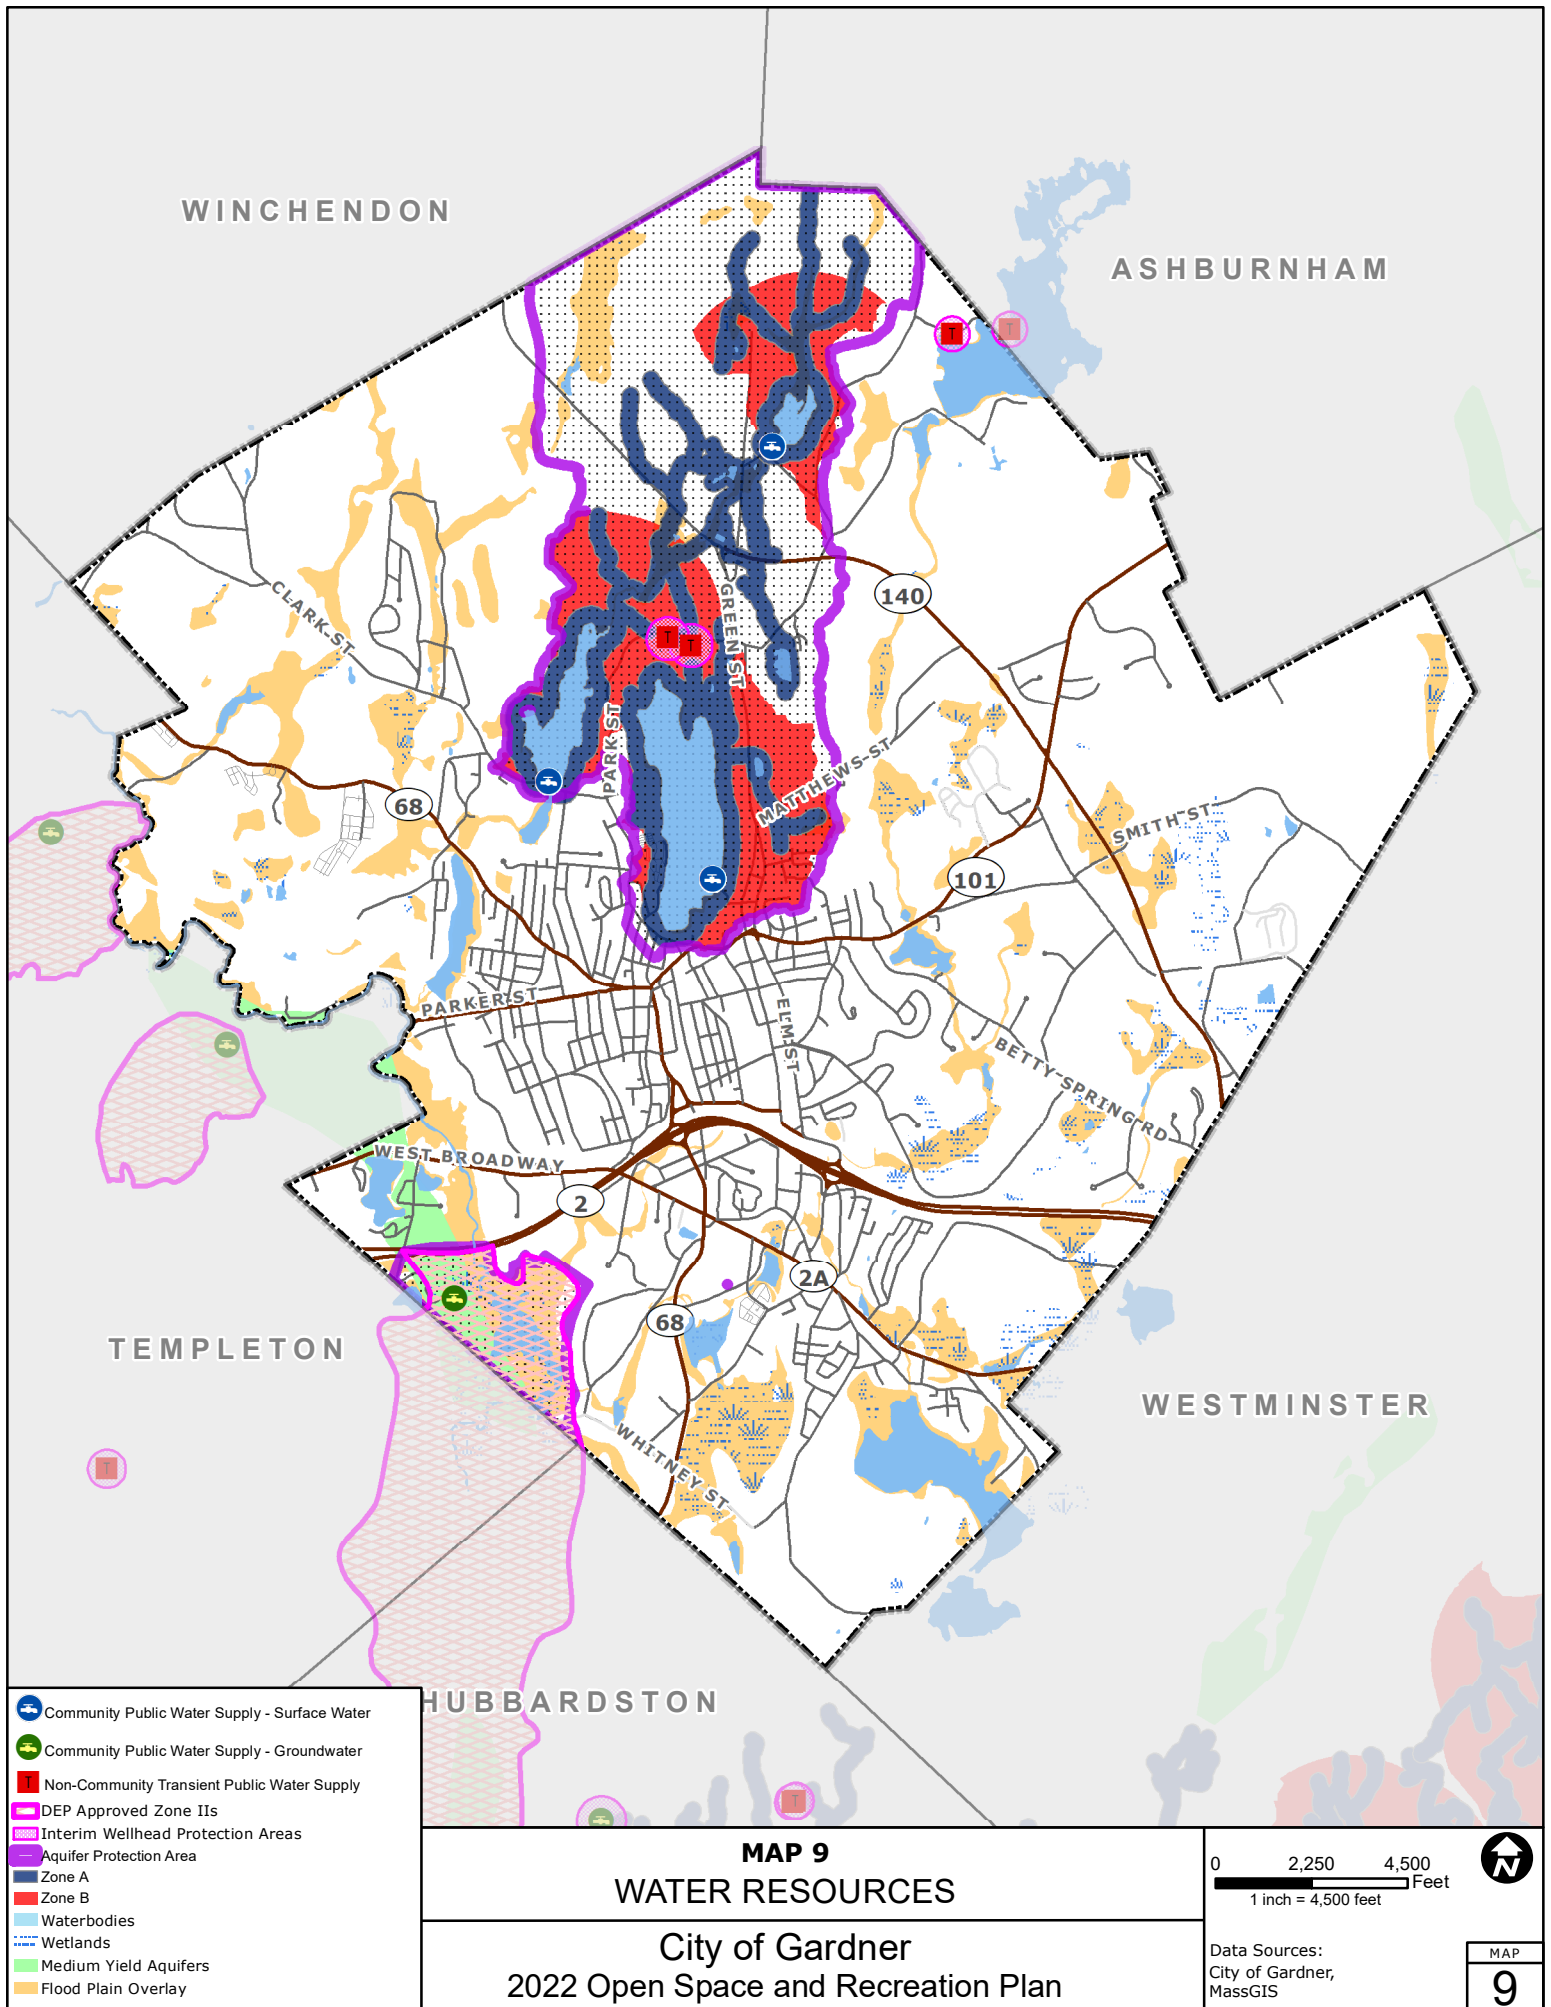 WINCHENDON
ASHBURNHAM
T
T
CLARK ST
140
GREEN ST
T
T
PARK ST
MATTHEWS ST
68
SMITH ST
101
PARKER ST
ELM ST
BETTY SPRING RD
WEST BROADWAY
2
2A
68
TEMPLETON
WESTMINSTER
WHITNEY ST
T
HUBBARDSTON
T
Community Public Water Supply - Surface Water
Community Public Water Supply - Groundwater
T Non-Community Transient Public Water Supply
DEP Approved Zone IIs
Interim Wellhead Protection Areas
Aquifer Protection Area
Zone A
Zone B
Waterbodies
Wetlands
Medium Yield Aquifers
Flood Plain Overlay
MAP 9
WATER RESOURCES
City of Gardner
2022 Open Space and Recreation Plan
0 2,250 4,500
Feet
1 inch = 4,500 feet
N
Data Sources:
City of Gardner,
MassGIS
MAP
9